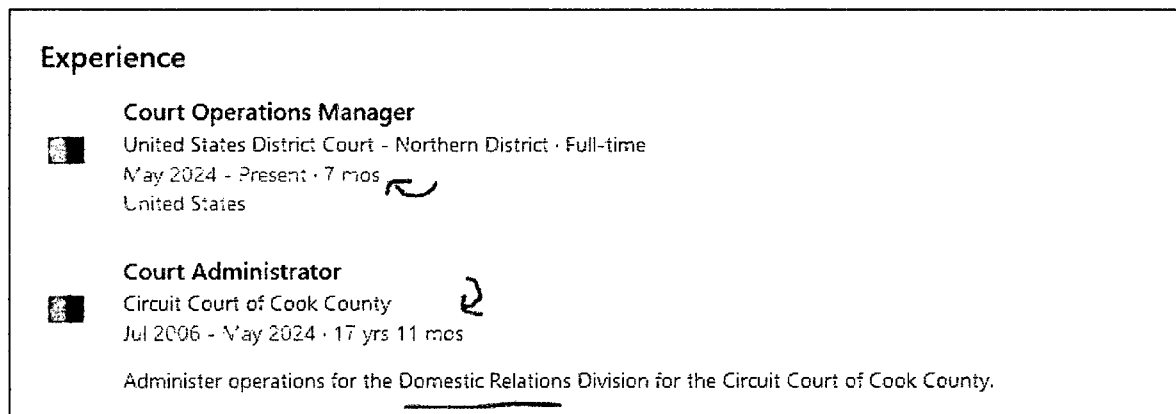 Experience
Court Operations Manager
United States District Court - Northern District · Full-time
May 2024 - Present · 7 mos
United States
Court Administrator
Circuit Court of Cook County
Jul 2006 - May 2024 · 17 yrs 11 mos
Administer operations for the Domestic Relations Division for the Circuit Court of Cook County.